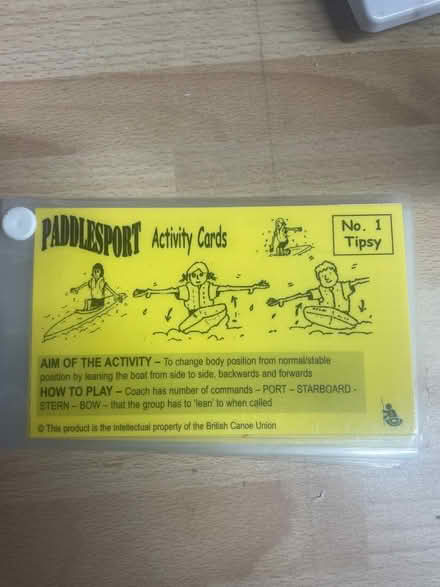 PADDLESPORT Activity Cards
No. 1
Tipsy
AIM OF THE ACTIVITY – To change body position from normal/stable
position by leaning the boat from side to side, backwards and forwards
HOW TO PLAY – Coach has number of commands – PORT – STARBOARD -
STERN – BOW – that the group has to 'lean' to when called
© This product is the intellectual property of the British Canoe Union